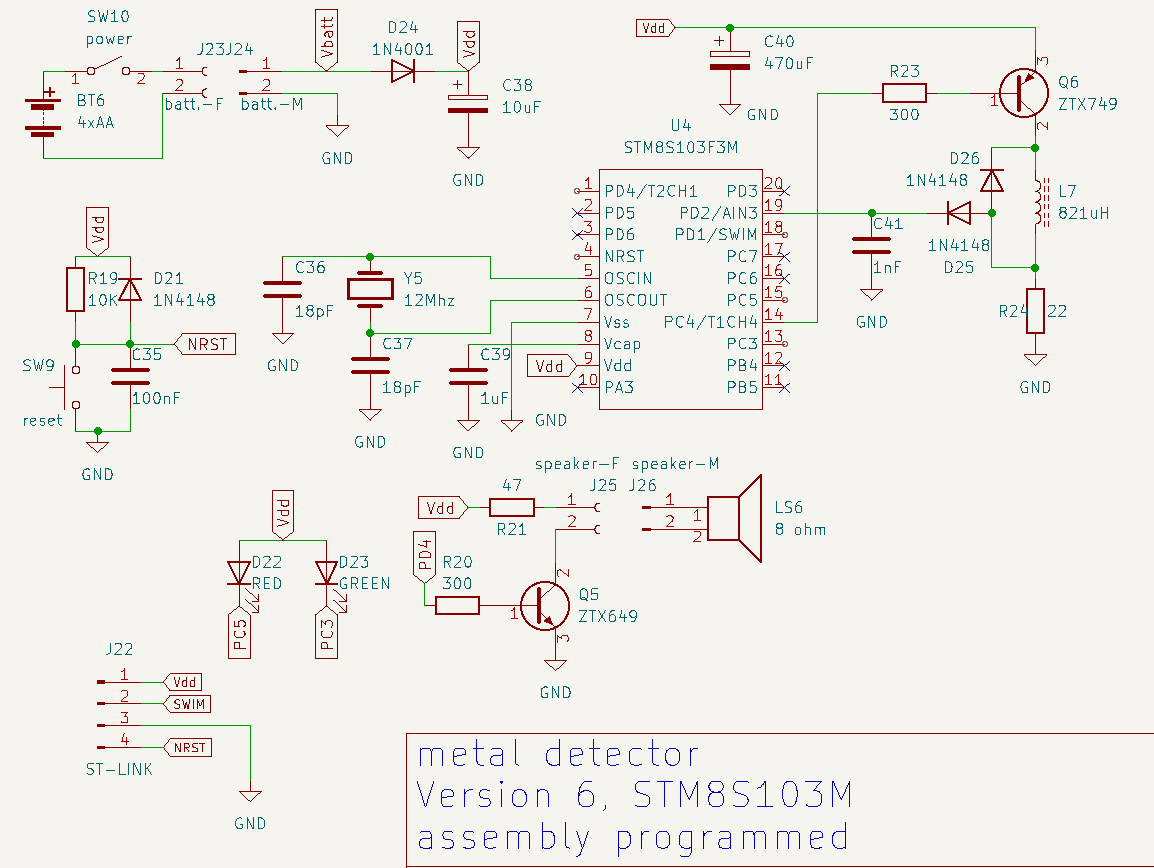 SW10
power
1
2
BT6
4xAA
J23
J24
1
2
batt.-F
1
2
batt.-M
GND
Vbatt
D24
1N4001
Vdd
C38
10uF
GND
Vdd
C40
470uF
GND
R23
300
Q6
ZTX749
1
2
3
D26
1N4148
L7
821uH
1N4148
D25
C41
1nF
GND
R24
22
GND
U4
STM8S103F3M
1 PD4/T2CH1
2 PD5
3 PD6
4 NRST
5 OSCIN
6 OSCOUT
7 Vss
8 Vcap
9 Vdd
10 PA3
PD3 20
PD2/AIN3 19
PD1/SWIM 18
PC7 17
PC6 16
PC5 15
PC4/T1CH4 14
PC3 13
PB4 12
PB5 11
Vdd
R19
10K
D21
1N4148
NRST
SW9
reset
C35
100nF
GND
C36
18pF
GND
Y5
12Mhz
C37
18pF
GND
C39
1uF
GND
Vdd
GND
speaker-F
speaker-M
J25
J26
Vdd
47
R21
1
2
1
2
1
2
LS6
8 ohm
PD4
R20
300
Q5
ZTX649
1
2
3
GND
Vdd
D22
RED
D23
GREEN
PC5
PC3
J22
1
Vdd
2
SWIM
3
4
NRST
ST-LINK
GND
metal detector
Version 6, STM8S103M
assembly programmed